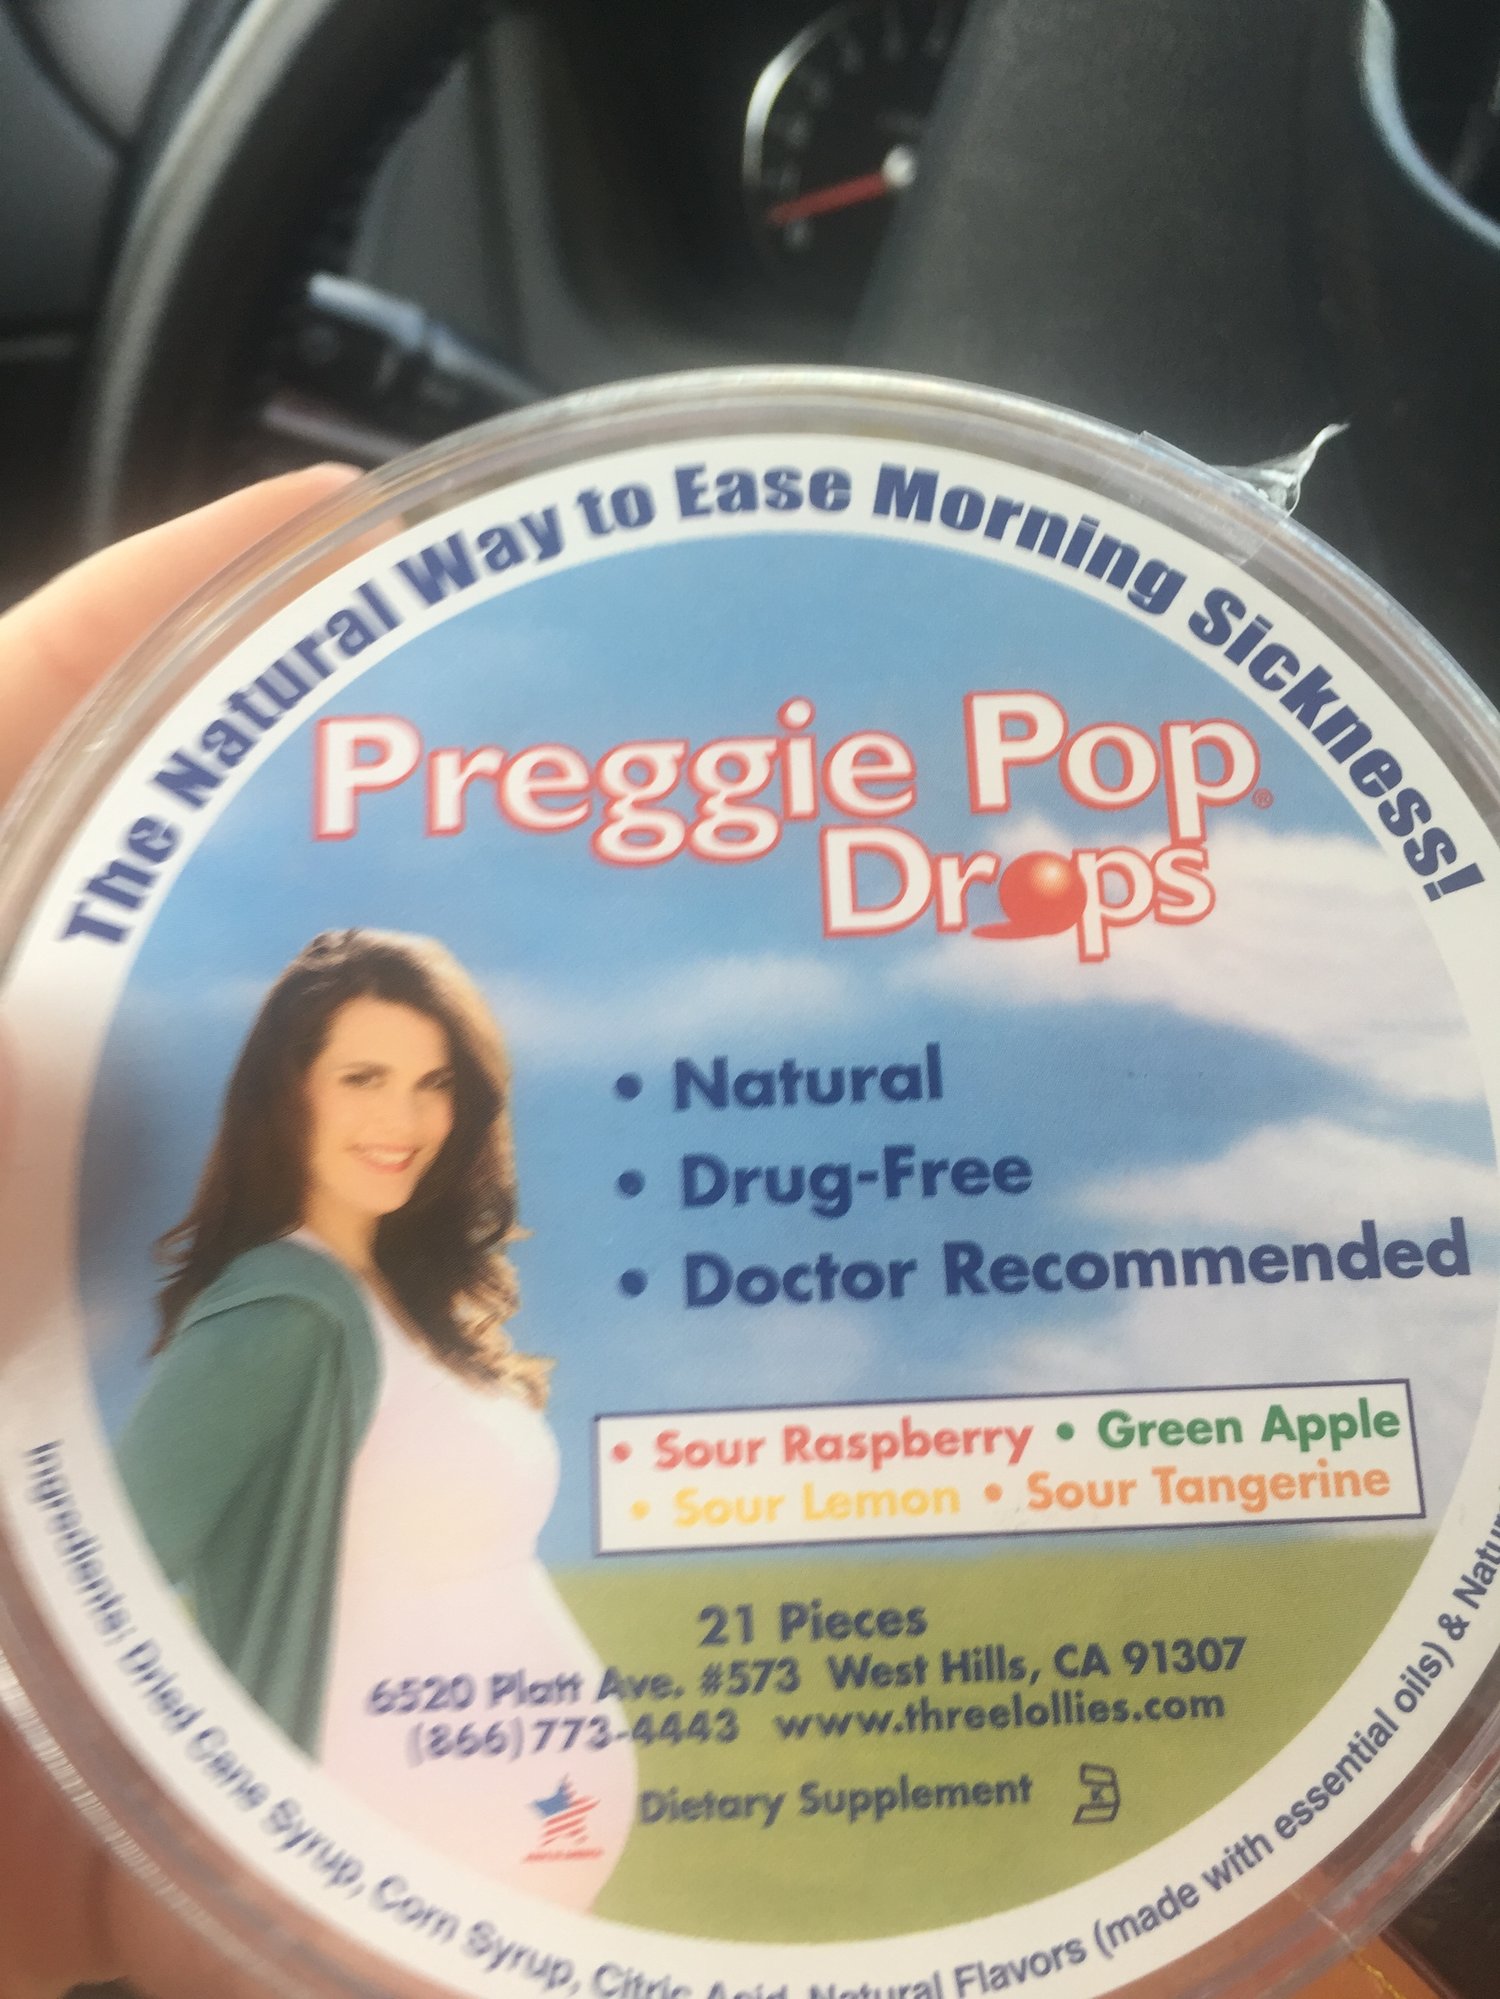 The Natural Way to Ease Morning Sickness!
Preggie Pop®
Drops
• Natural
• Drug-Free
• Doctor Recommended
• Sour Raspberry • Green Apple
• Sour Lemon • Sour Tangerine
21 Pieces
6520 Platt Ave. #573 West Hills, CA 91307
(866)773-4443 www.threelollies.com
Dietary Supplement
Ingredients: Dried Cane Syrup, Corn Syrup, Citric Acid, Natural Flavors (made with essential oils) &